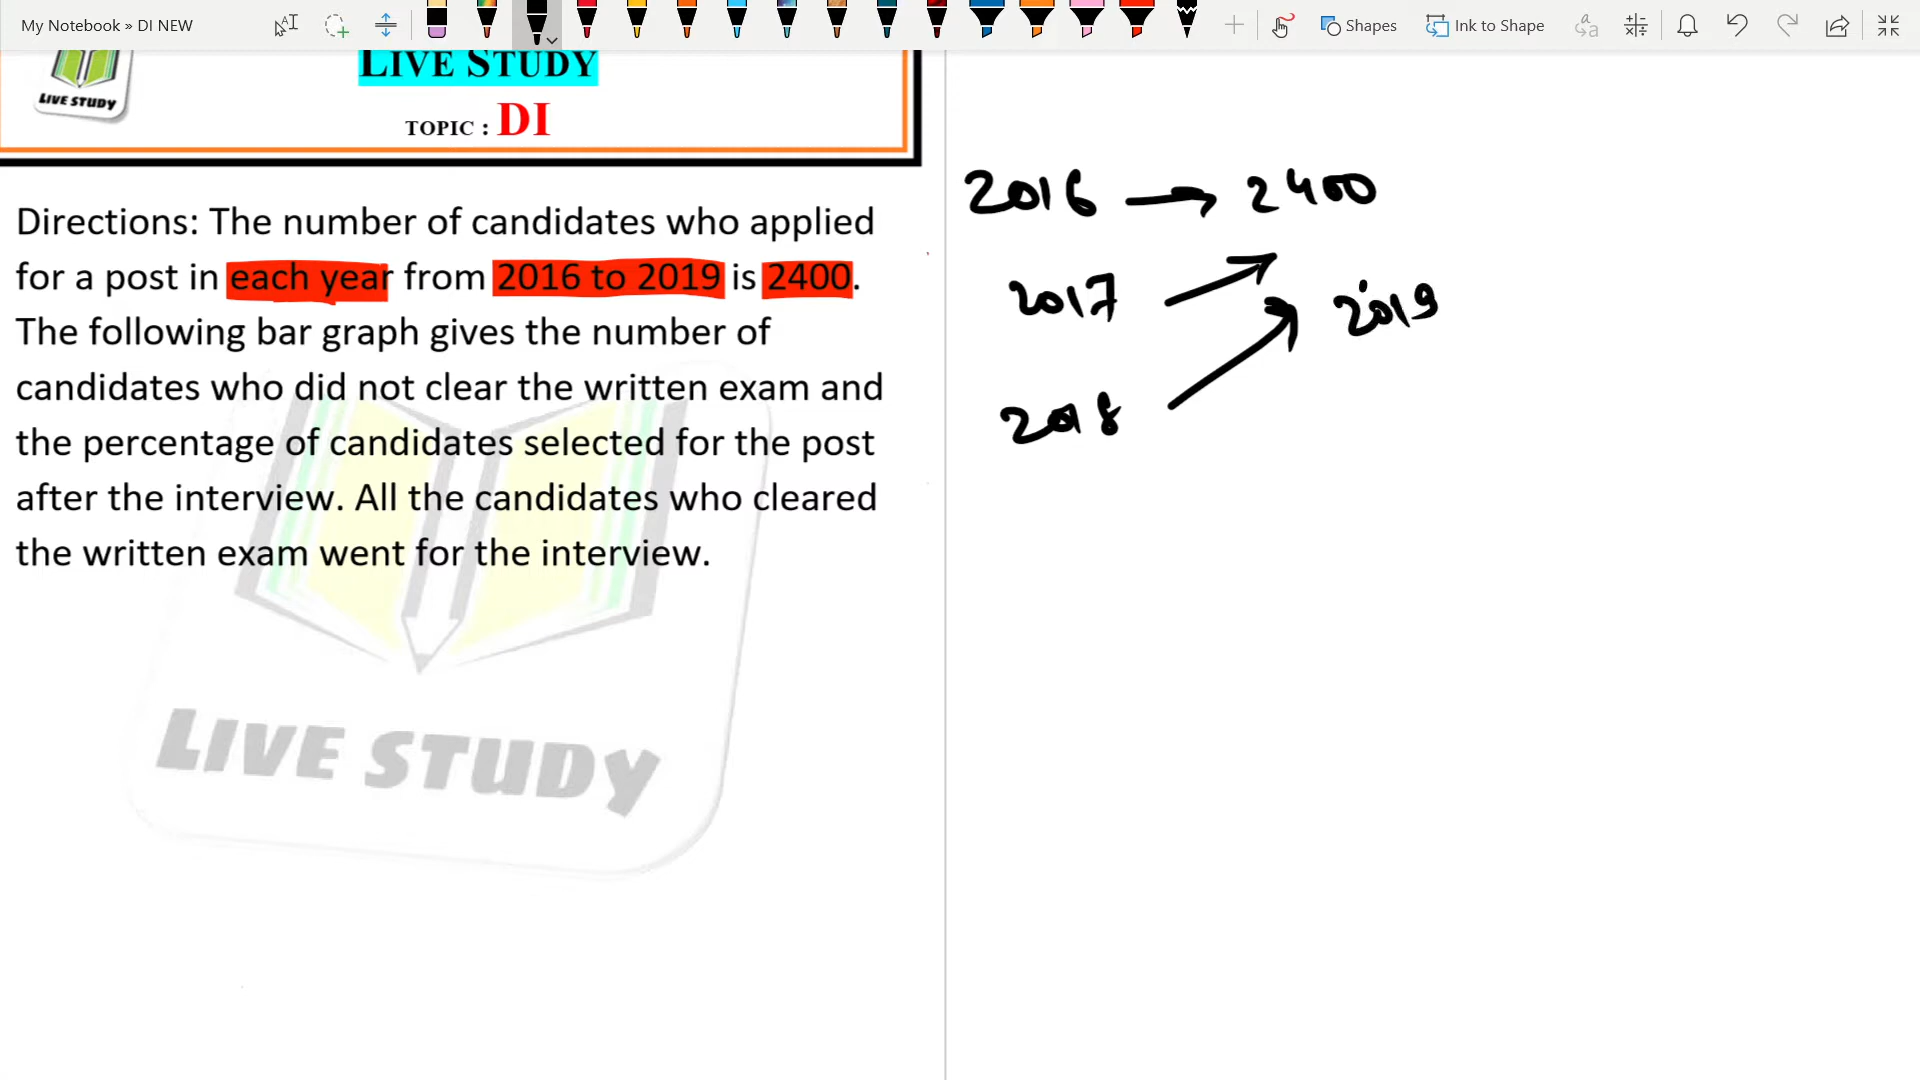 My Notebook » DI NEW
Shapes
Ink to Shape
LIVE STUDY
LIVE STUDY
TOPIC : DI
Directions: The number of candidates who applied
for a post in each year from 2016 to 2019 is 2400.
The following bar graph gives the number of
candidates who did not clear the written exam and
the percentage of candidates selected for the post
after the interview. All the candidates who cleared
the written exam went for the interview.
LIVE STUDY
2016 → 2400
2017
2019
2018